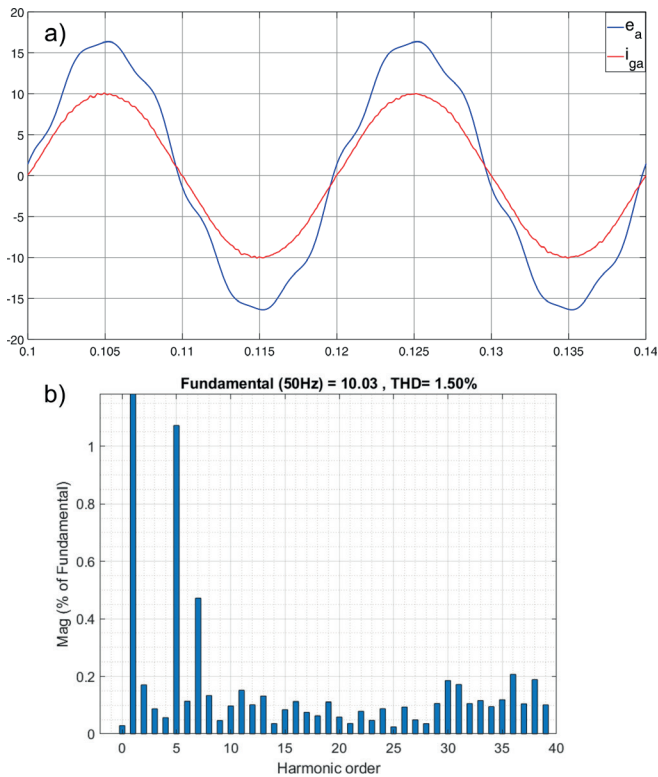 a)
e_a
i_ga
20
15
10
5
0
-5
-10
-15
-20
0.1 0.105 0.111 0.115 0.12 0.125 0.13 0.135 0.14
b)
Fundamental (50Hz) = 10.03 , THD= 1.50%
Mag (% of Fundamental)
1
0.8
0.6
0.4
0.2
0
0 5 10 15 20 25 30 35 40
Harmonic order